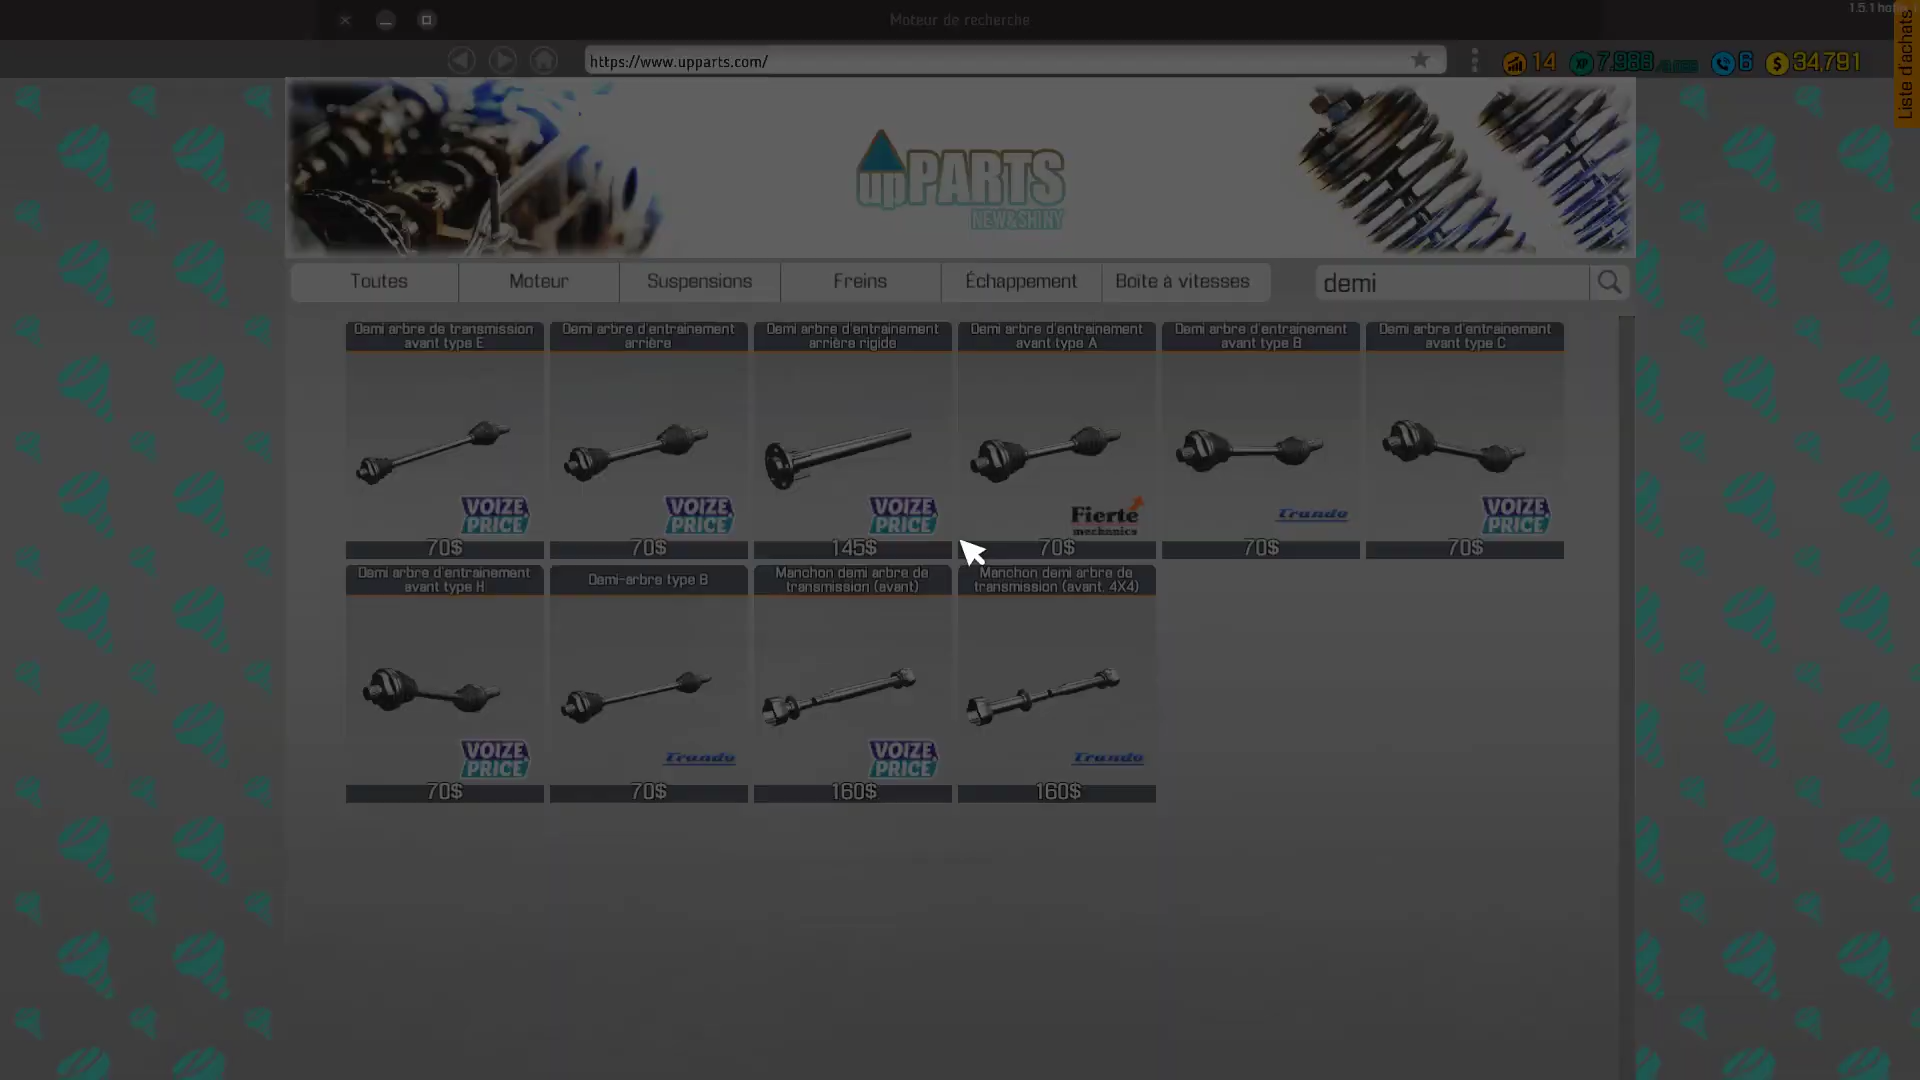 1.5.1
Moteur de recherche
https://www.upparts.com/
14
7,988
6
34,791
Liste d'achats
upPARTS
NEW&SHINY
Toutes
Moteur
Suspensions
Freins
Échappement
Boîte à vitesses
demi
Demi arbre de transmission
avant type E
VOIZE
PRICE
70$
Demi arbre d'entrainement
arrière
VOIZE
PRICE
70$
Demi arbre d'entrainement
arrière rigide
VOIZE
PRICE
145$
Demi arbre d'entrainement
avant type A
Fierte
mechanics
70$
Demi arbre d'entrainement
avant type B
Trando
70$
Demi arbre d'entrainement
avant type C
VOIZE
PRICE
70$
Demi arbre d'entrainement
avant type H
VOIZE
PRICE
70$
Demi-arbre type B
Trando
70$
Manchon demi arbre de
transmission (avant)
VOIZE
PRICE
160$
Manchon demi arbre de
transmission (avant, 4X4)
Trando
160$